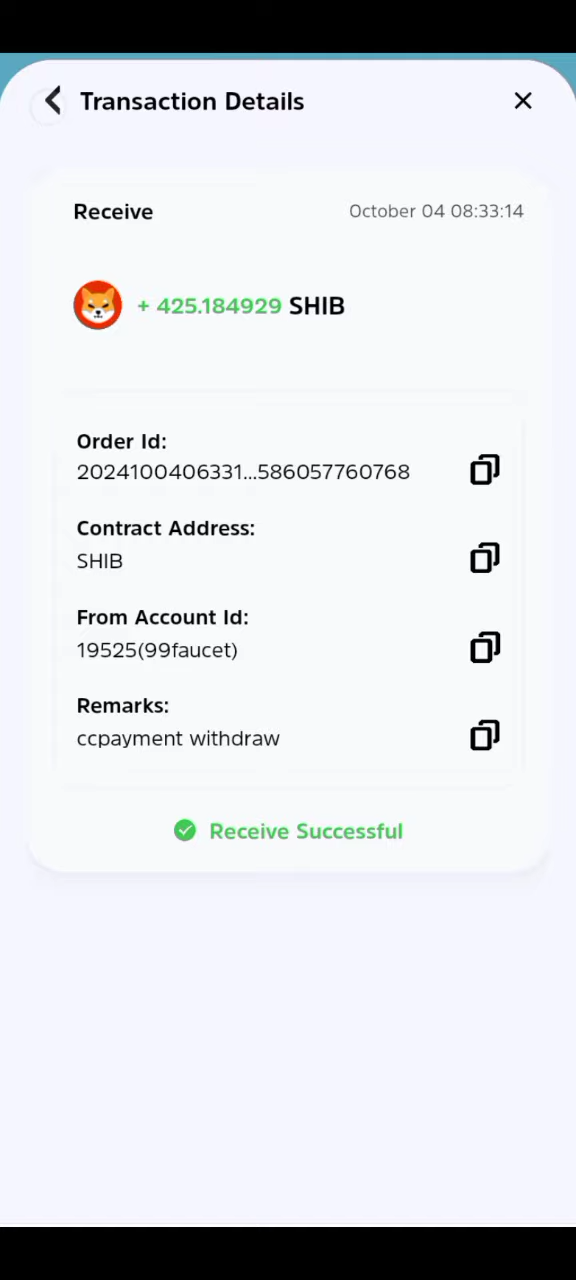 Transaction Details
Receive
October 04 08:33:14
+ 425.184929 SHIB
Order Id:
2024100406331...586057760768
Contract Address:
SHIB
From Account Id:
19525(99faucet)
Remarks:
ccpayment withdraw
Receive Successful